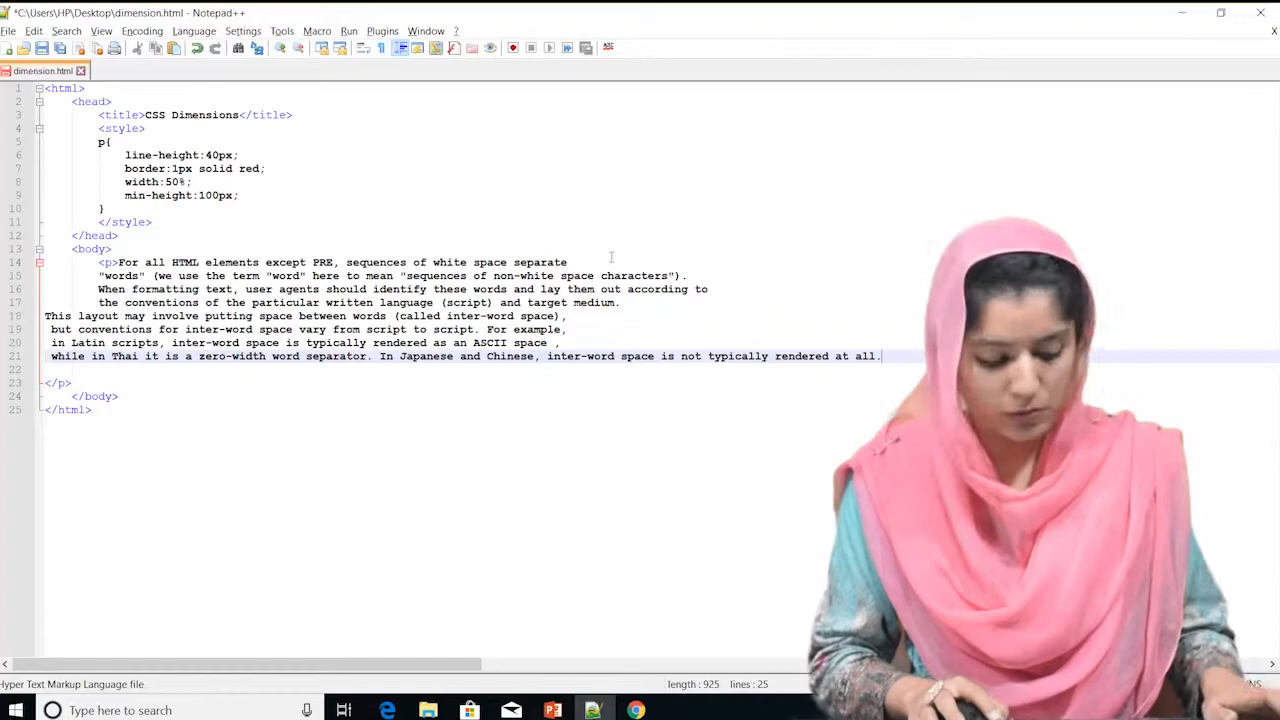 *C:\Users\HP\Desktop\dimension.html - Notepad++
File Edit Search View Encoding Language Settings Tools Macro Run Plugins Window ? X
dimension.html
1 <html>
2 <head>
3 <title>CSS Dimensions</title>
4 <style>
5 p{
6 line-height:40px;
7 border:1px solid red;
8 width:50%;
9 min-height:100px;
10 }
11 </style>
12 </head>
13 <body>
14 <p>For all HTML elements except PRE, sequences of white space separate
15 "words" (we use the term "word" here to mean "sequences of non-white space characters").
16 When formatting text, user agents should identify these words and lay them out according to
17 the conventions of the particular written language (script) and target medium.
18 This layout may involve putting space between words (called inter-word space),
19 but conventions for inter-word space vary from script to script. For example,
20 in Latin scripts, inter-word space is typically rendered as an ASCII space ,
21 while in Thai it is a zero-width word separator. In Japanese and Chinese, inter-word space is not typically rendered at all.
22
23 </p>
24 </body>
25 </html>
Hyper Text Markup Language file length : 925 lines : 25 NS
Type here to search